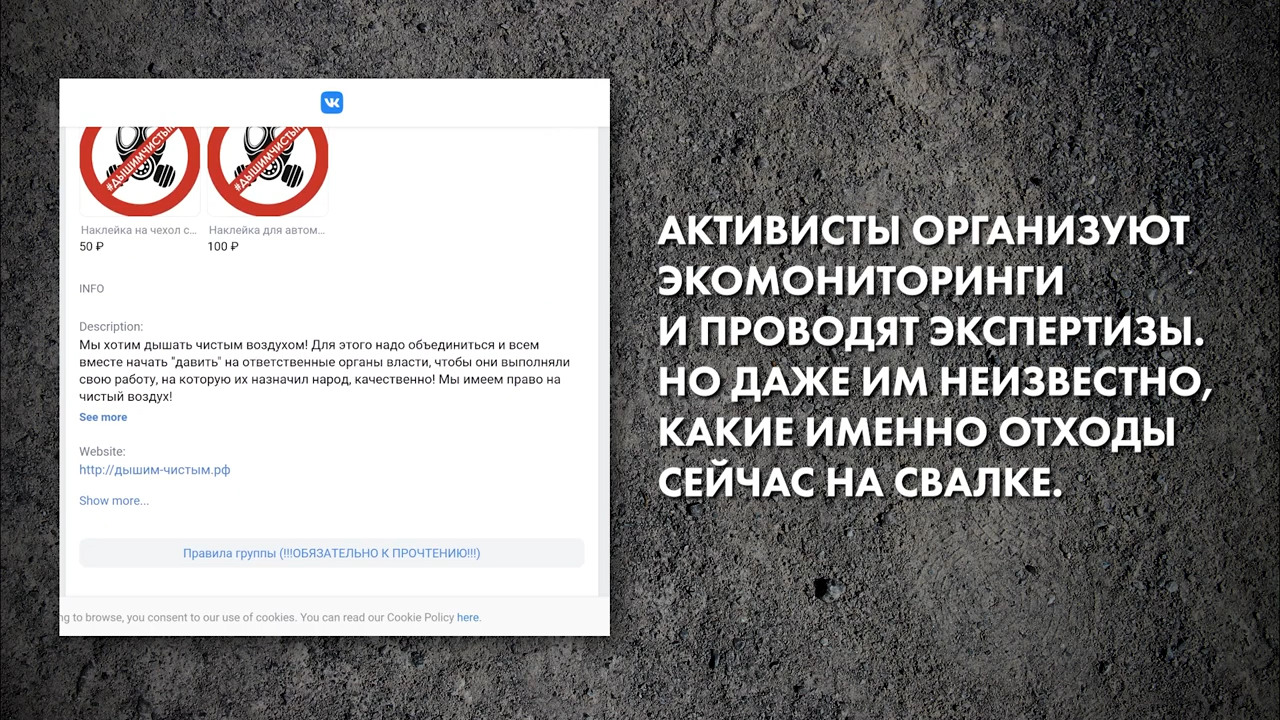 #ДЫШИМЧИСТЫМ
#ДЫШИМЧИСТЫМ
Наклейка на чехол с...
50 ₽
Наклейка для автом...
100 ₽
INFO
Description:
Мы хотим дышать чистым воздухом! Для этого надо объединиться и всем
вместе начать "давить" на ответственные органы власти, чтобы они выполняли
свою работу, на которую их назначил народ, качественно! Мы имеем право на
чистый воздух!
See more
Website:
http://дышим-чистым.рф
Show more...
Правила группы (!!!ОБЯЗАТЕЛЬНО К ПРОЧТЕНИЮ!!!)
ng to browse, you consent to our use of cookies. You can read our Cookie Policy here.
АКТИВИСТЫ ОРГАНИЗУЮТ
ЭКОМОНИТОРИНГИ
И ПРОВОДЯТ ЭКСПЕРТИЗЫ.
НО ДАЖЕ ИМ НЕИЗВЕСТНО,
КАКИЕ ИМЕННО ОТХОДЫ
СЕЙЧАС НА СВАЛКЕ.